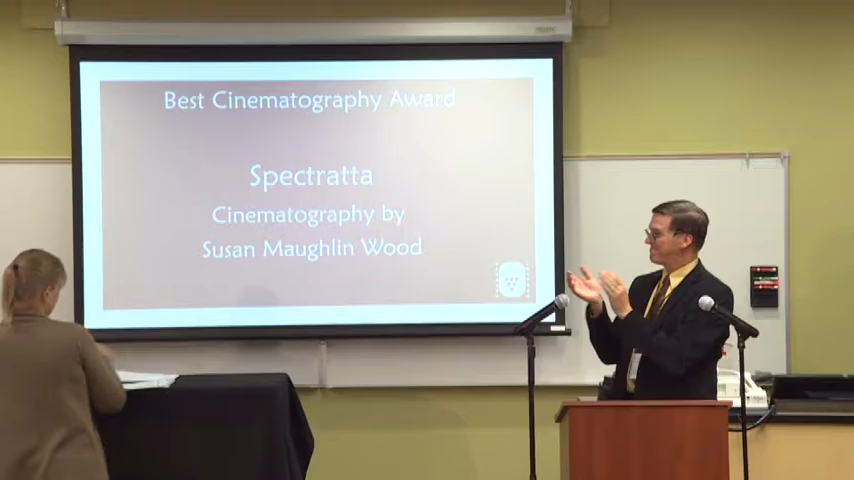 Best Cinematography Award
Spectratta
Cinematography by
Susan Maughlin Wood